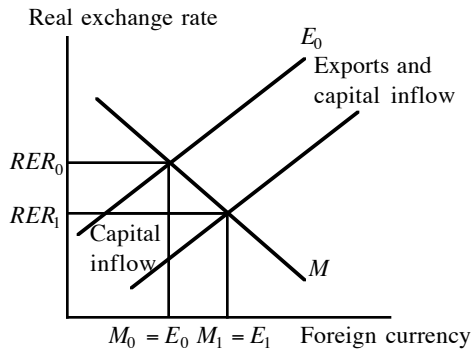 Real exchange rate
E₀
Exports and
capital inflow
RER₀
RER₁
Capital
inflow
M
M₀ = E₀ M₁ = E₁ Foreign currency